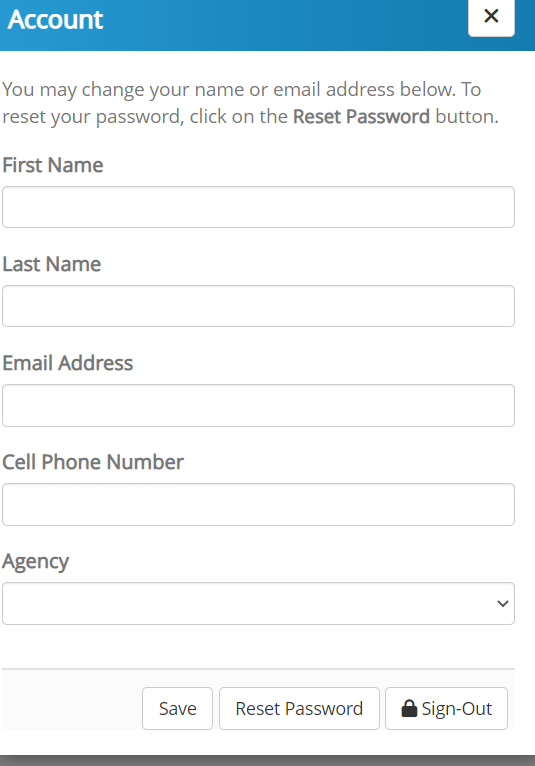 Account
You may change your name or email address below. To
reset your password, click on the Reset Password button.
First Name
Last Name
Email Address
Cell Phone Number
Agency
Save Reset Password Sign-Out